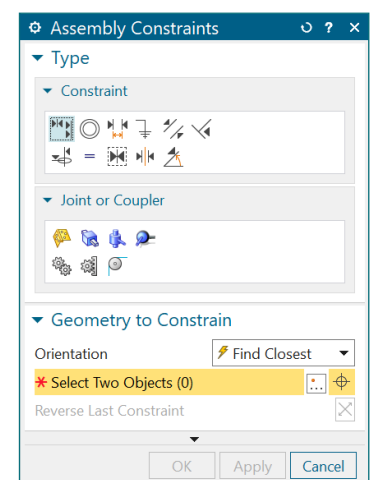 Assembly Constraints
Type
Constraint
Joint or Coupler
Geometry to Constrain
Orientation Find Closest
* Select Two Objects (0)
Reverse Last Constraint
OK Apply Cancel